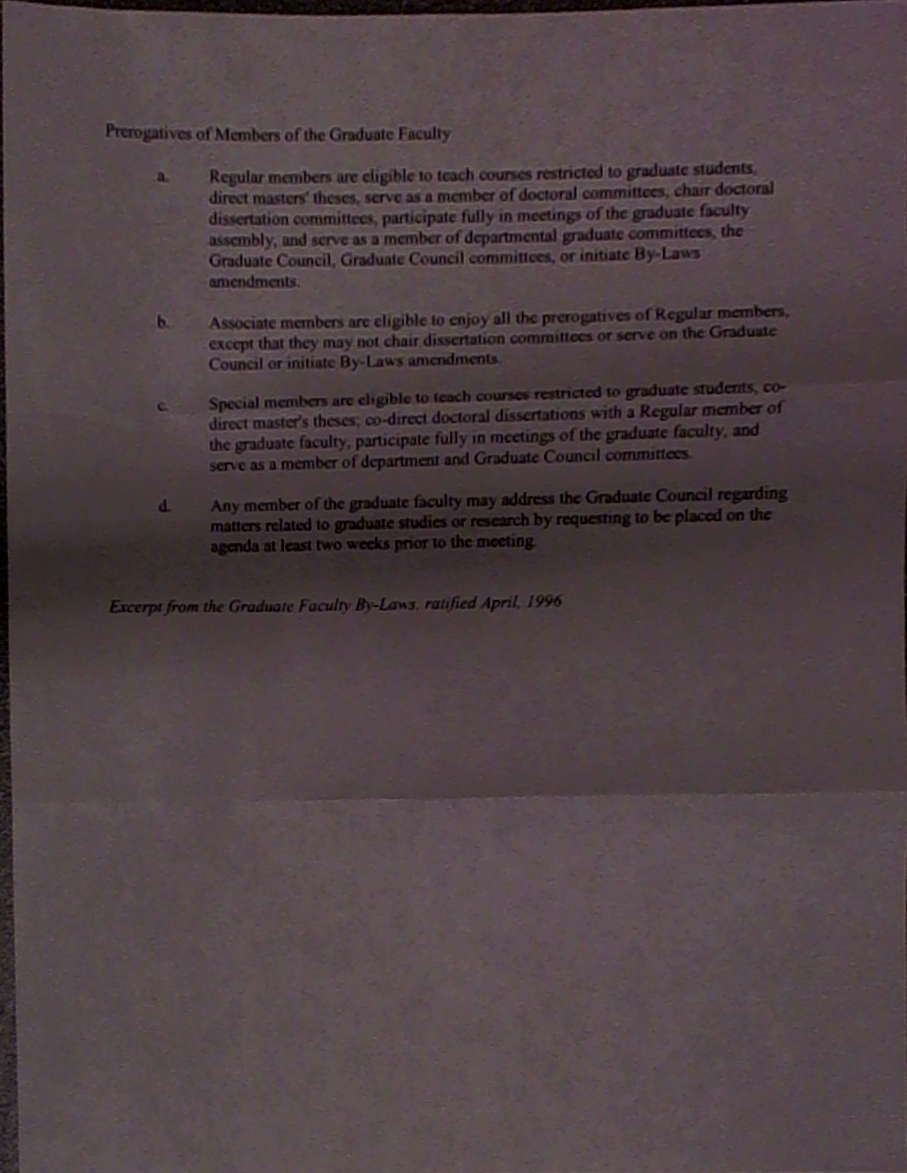 Prerogatives of Members of the Graduate Faculty
a. Regular members are eligible to teach courses restricted to graduate students,
direct masters' theses, serve as a member of doctoral committees, chair doctoral
dissertation committees, participate fully in meetings of the graduate faculty
assembly, and serve as a member of departmental graduate committees, the
Graduate Council, Graduate Council committees, or initiate By-Laws
amendments.
b. Associate members are eligible to enjoy all the prerogatives of Regular members,
except that they may not chair dissertation committees or serve on the Graduate
Council or initiate By-Laws amendments.
c. Special members are eligible to teach courses restricted to graduate students, co-
direct master's theses, co-direct doctoral dissertations with a Regular member of
the graduate faculty, participate fully in meetings of the graduate faculty, and
serve as a member of department and Graduate Council committees.
d. Any member of the graduate faculty may address the Graduate Council regarding
matters related to graduate studies or research by requesting to be placed on the
agenda at least two weeks prior to the meeting.
Excerpt from the Graduate Faculty By-Laws, ratified April, 1996